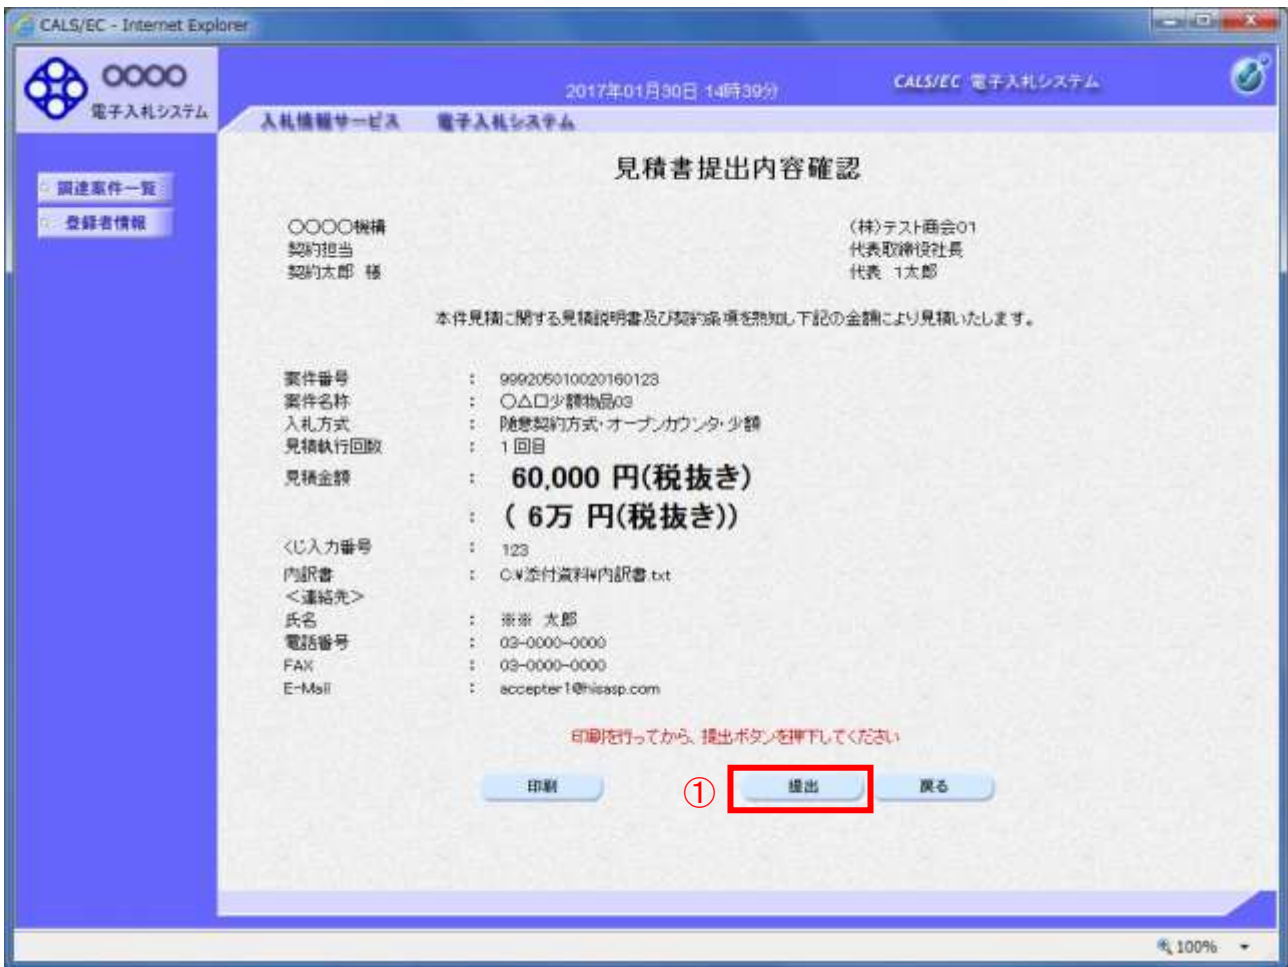 CALS/EC - Internet Explorer
〇〇〇〇
電子入札システム
2017年01月30日 14時39分
CALS/EC 電子入札システム
入札情報サービス 電子入札システム
調達案件一覧
登録者情報
見積書提出内容確認
〇〇〇〇機構
契約担当
契約太郎 様
(株)テスト商会01
代表取締役社長
代表 1太郎
本件見積に関する見積説明書及び契約条項を熟知し下記の金額により見積いたします。
案件番号 : 999205010020160123
案件名称 : 〇△口少額物品03
入札方式 : 随意契約方式・オープンカウンタ・少額
見積執行回数 : 1回目
見積金額 : 60,000 円(税抜き)
: ( 6万 円(税抜き))
くじ入力番号 : 123
内訳書 : C:¥添付資料¥内訳書.txt
<連絡先>
氏名 : ※※ 太郎
電話番号 : 03-0000-0000
FAX : 03-0000-0000
E-Mail : accepter1@hisasp.com
印刷を行ってから、提出ボタンを押下してください
印刷 ① 提出 戻る
100%